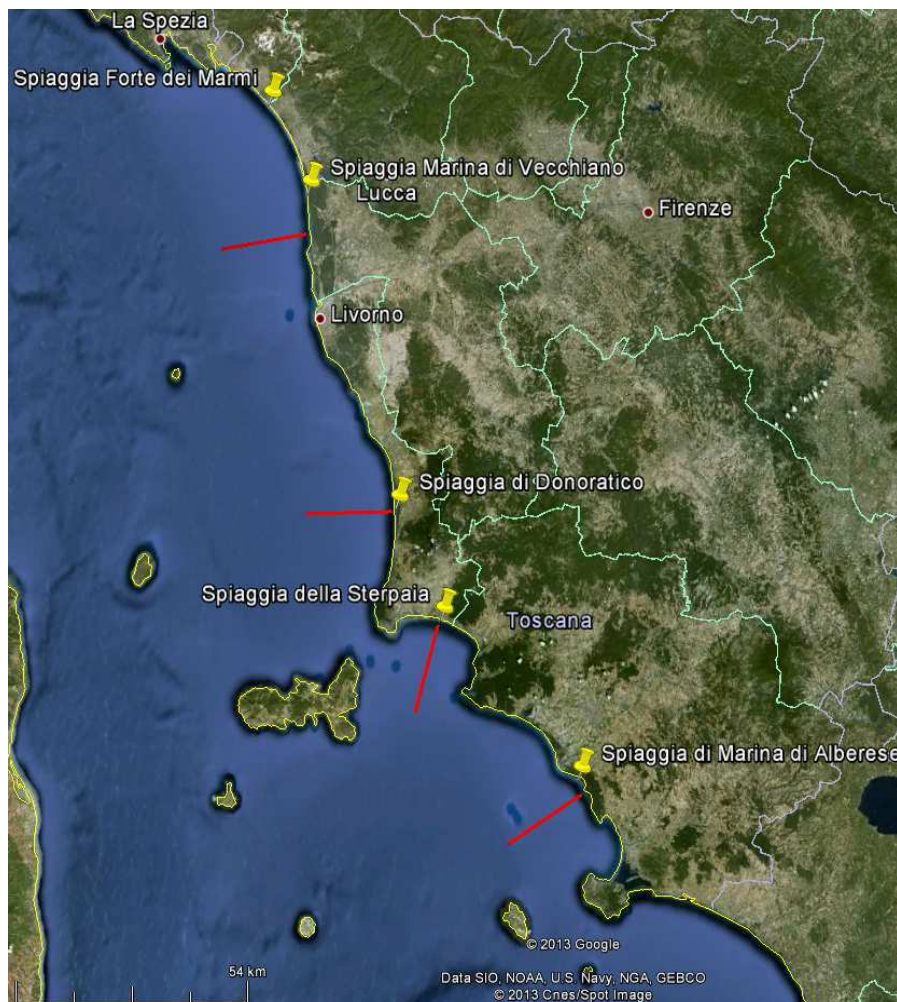 La Spezia
Spiaggia Forte dei Marmi
Spiaggia Marina di Vecchiano
Lucca
Firenze
Livorno
Spiaggia di Donoratico
Spiaggia della Sterpaia
Toscana
Spiaggia di Marina di Alberese
© 2013 Google
54 km
Data SIO, NOAA, U.S. Navy, NGA, GEBCO
© 2013 Cnes/Spot Image